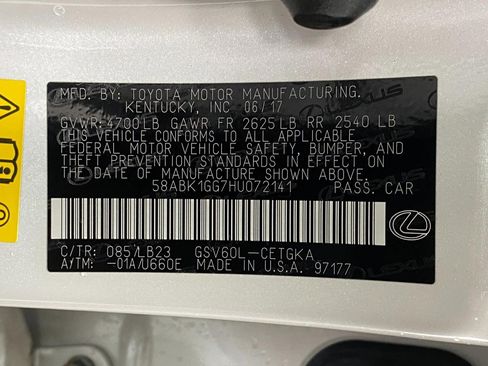 MFD. BY: TOYOTA MOTOR MANUFACTURING.
KENTUCKY, INC 06/17
GVWR: 4700LB GAWR FR 2625LB RR 2540 LB
THIS VEHICLE CONFORMS TO ALL APPLICABLE
FEDERAL MOTOR VEHICLE SAFETY, BUMPER, AND
THEFT PREVENTION STANDARDS IN EFFECT ON
THE DATE OF MANUFACTURE SHOWN ABOVE.
58ABK1GG7HU072141 PASS. CAR
C/TR: 085/LB23 GSV60L-CETGKA
A/TM: -01A/U660E MADE IN U.S.A. 97177
LEXUS